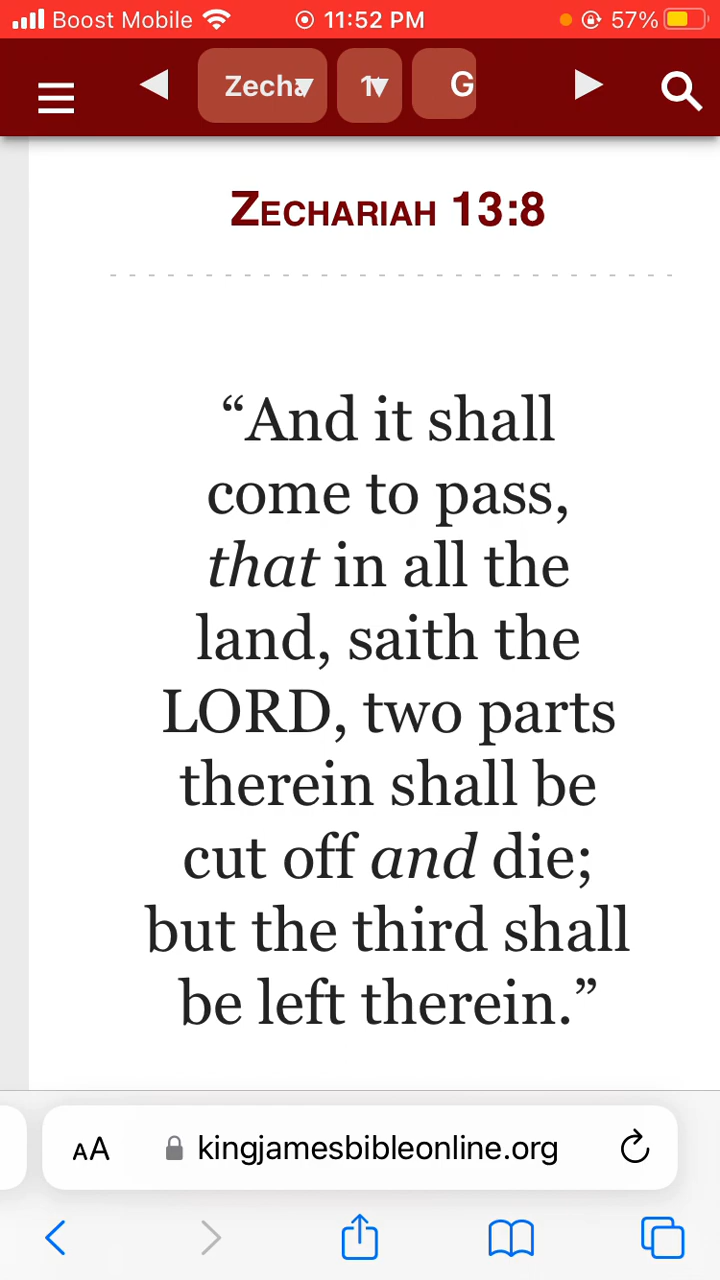 Boost Mobile 11:52 PM 57%
Zecha 1 G
ZECHARIAH 13:8
“And it shall
come to pass,
that in all the
land, saith the
LORD, two parts
therein shall be
cut off and die;
but the third shall
be left therein.”
AA kingjamesbibleonline.org